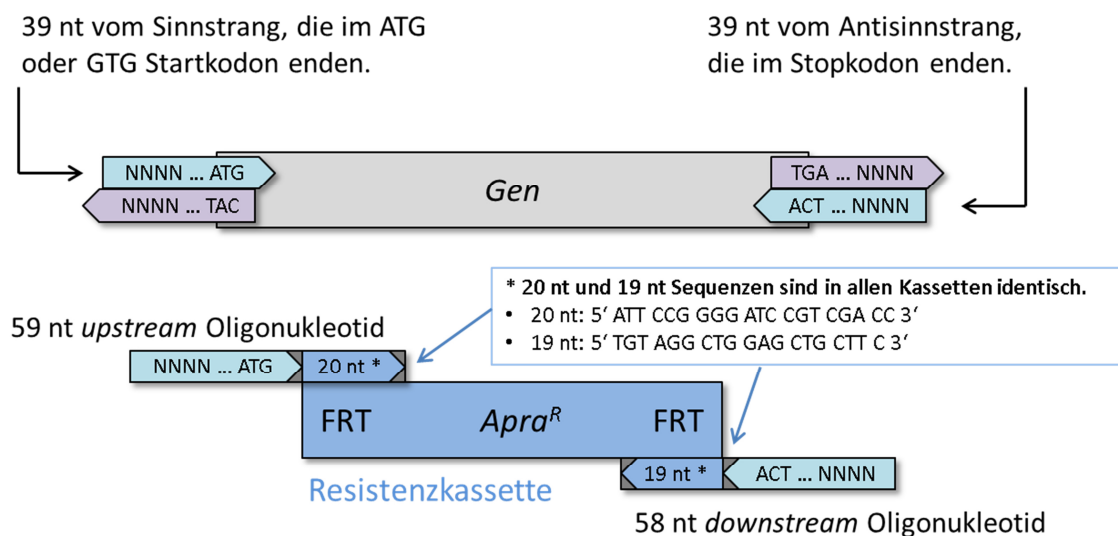 39 nt vom Sinnstrang, die im ATG
oder GTG Startkodon enden.
39 nt vom Antisinnstrang,
die im Stopkodon enden.
NNNN ... ATG
NNNN ... TAC
Gen
TGA ... NNNN
ACT ... NNNN
* 20 nt und 19 nt Sequenzen sind in allen Kassetten identisch.
• 20 nt: 5‘ ATT CCG GGG ATC CGT CGA CC 3‘
• 19 nt: 5‘ TGT AGG CTG GAG CTG CTT C 3‘
59 nt upstream Oligonukleotid
NNNN ... ATG
20 nt *
FRT
Apra^R
FRT
19 nt *
ACT ... NNNN
Resistenzkassette
58 nt downstream Oligonukleotid